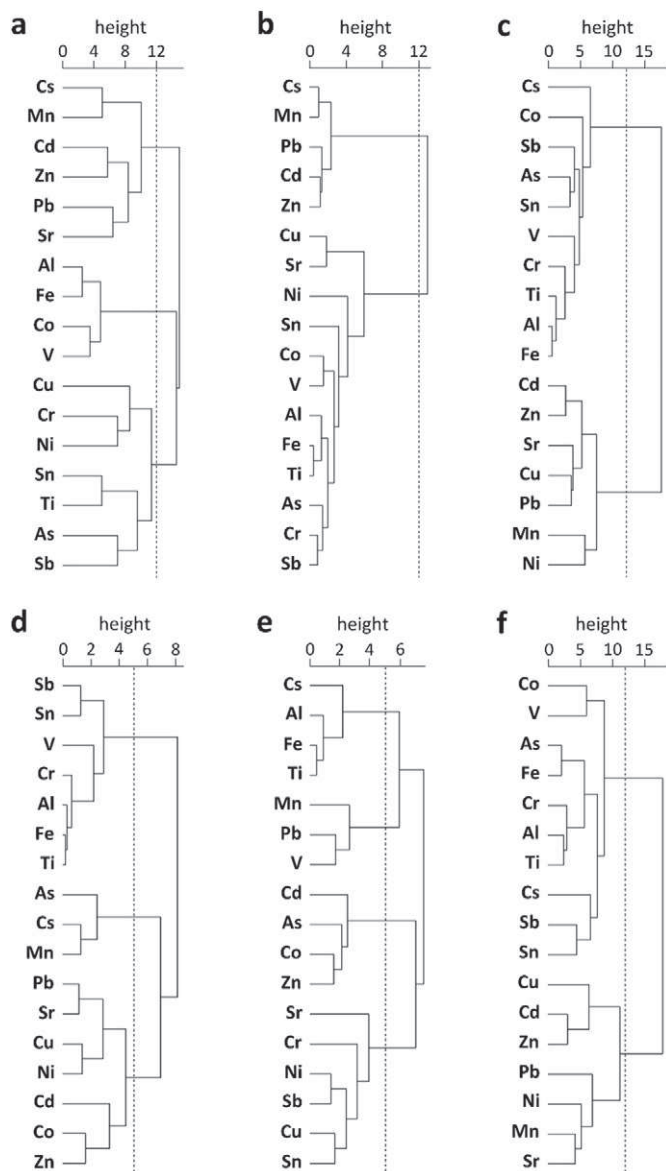 a
height
0 4 8 12
Cs
Mn
Cd
Zn
Pb
Sr
Al
Fe
Co
V
Cu
Cr
Ni
Sn
Ti
As
Sb
b
height
0 4 8 12
Cs
Mn
Pb
Cd
Zn
Cu
Sr
Ni
Sn
Co
V
Al
Fe
Ti
As
Cr
Sb
c
height
0 5 10 15
Cs
Co
Sb
As
Sn
V
Cr
Ti
Al
Fe
Cd
Zn
Sr
Cu
Pb
Mn
Ni
d
height
0 2 4 6 8
Sb
Sn
V
Cr
Al
Fe
Ti
As
Cs
Mn
Pb
Sr
Cu
Ni
Cd
Co
Zn
e
height
0 2 4 6
Cs
Al
Fe
Ti
Mn
Pb
V
Cd
As
Co
Zn
Sr
Cr
Ni
Sb
Cu
Sn
f
height
0 5 10 15
Co
V
As
Fe
Cr
Al
Ti
Cs
Sb
Sn
Cu
Cd
Zn
Pb
Ni
Mn
Sr